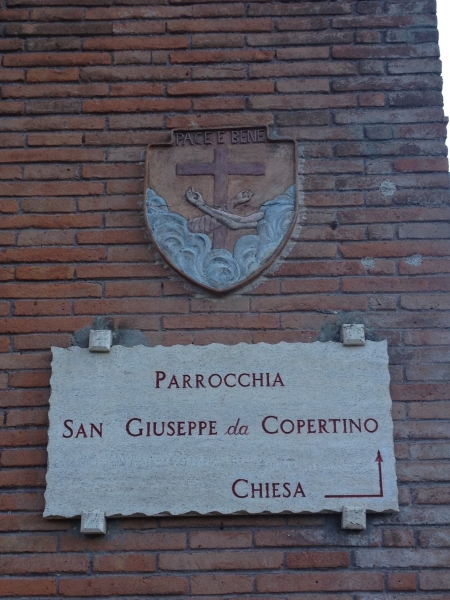 PACE E BENE
PARROCCHIA
SAN GIUSEPPE da COPERTINO
CHIESA